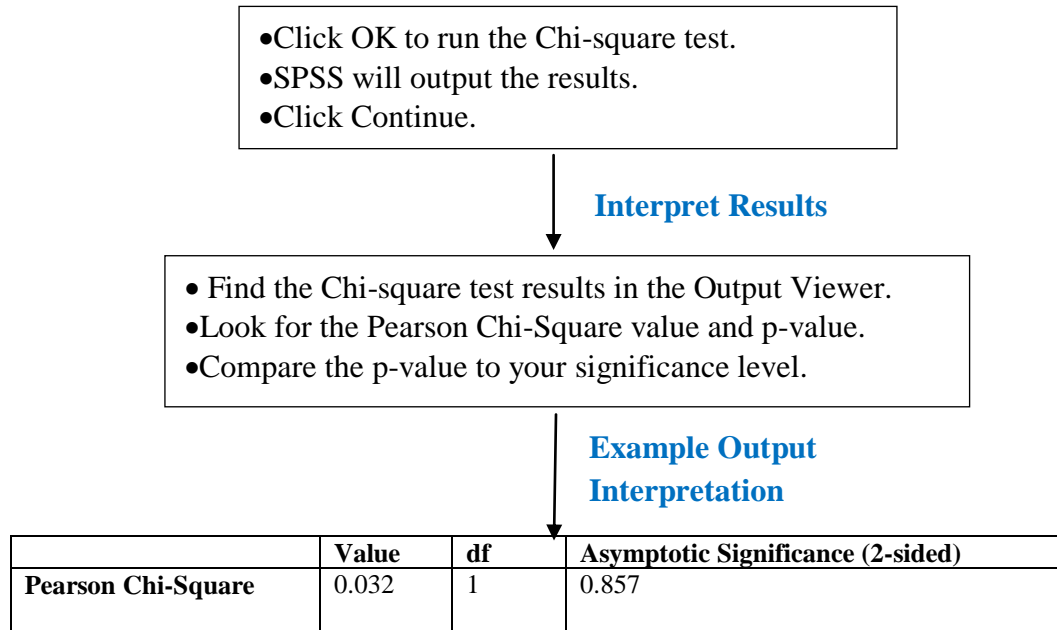 •Click OK to run the Chi-square test.
•SPSS will output the results.
•Click Continue.
Interpret Results
• Find the Chi-square test results in the Output Viewer.
•Look for the Pearson Chi-Square value and p-value.
•Compare the p-value to your significance level.
Example Output
Interpretation
Value df Asymptotic Significance (2-sided)
Pearson Chi-Square 0.032 1 0.857